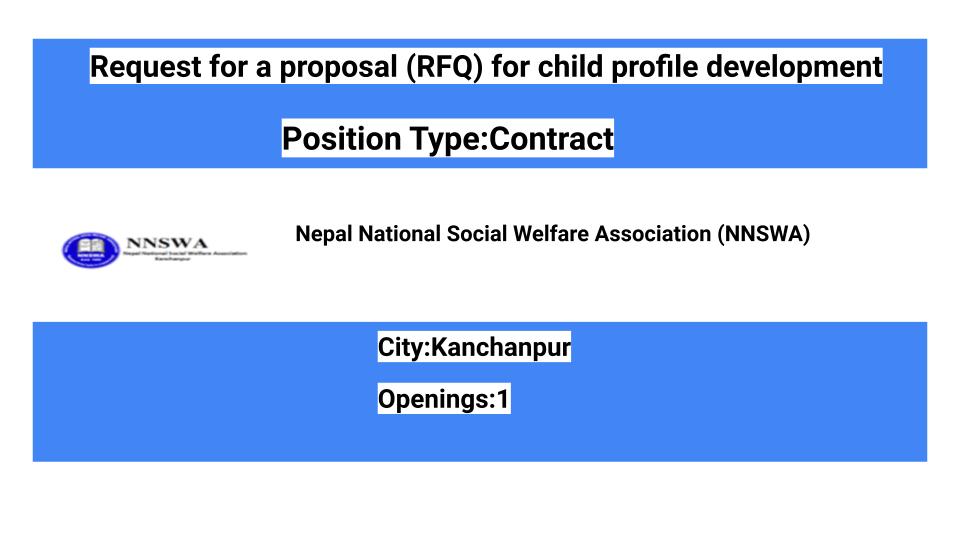 Request for a proposal (RFQ) for child profile development
Position Type:Contract
NNSWA
Nepal National Social Welfare Association
Kanchanpur
NNSWA
Nepal National Social Welfare Association (NNSWA)
City:Kanchanpur
Openings:1